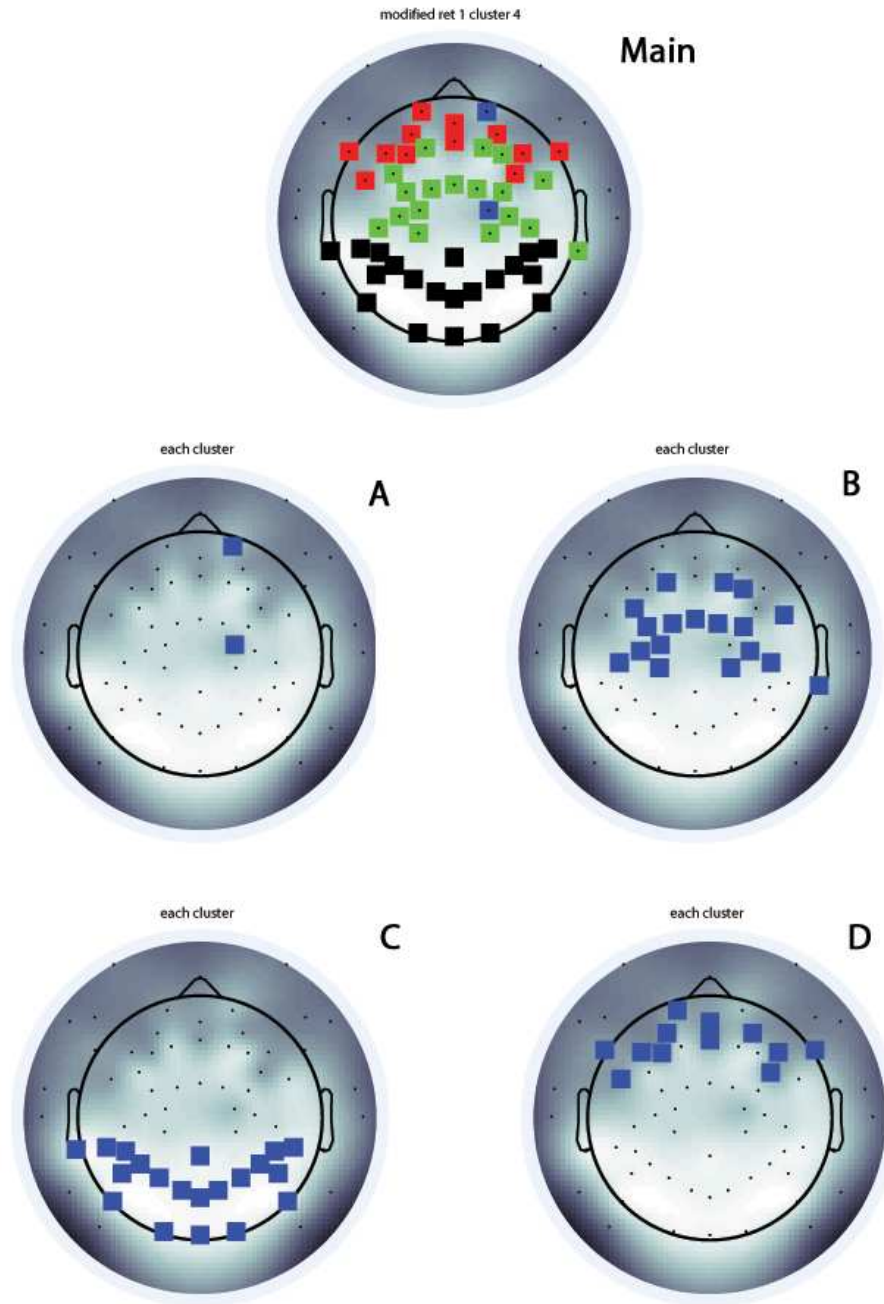 modified ret 1 cluster 4
Main
each cluster
A
each cluster
B
each cluster
C
each cluster
D